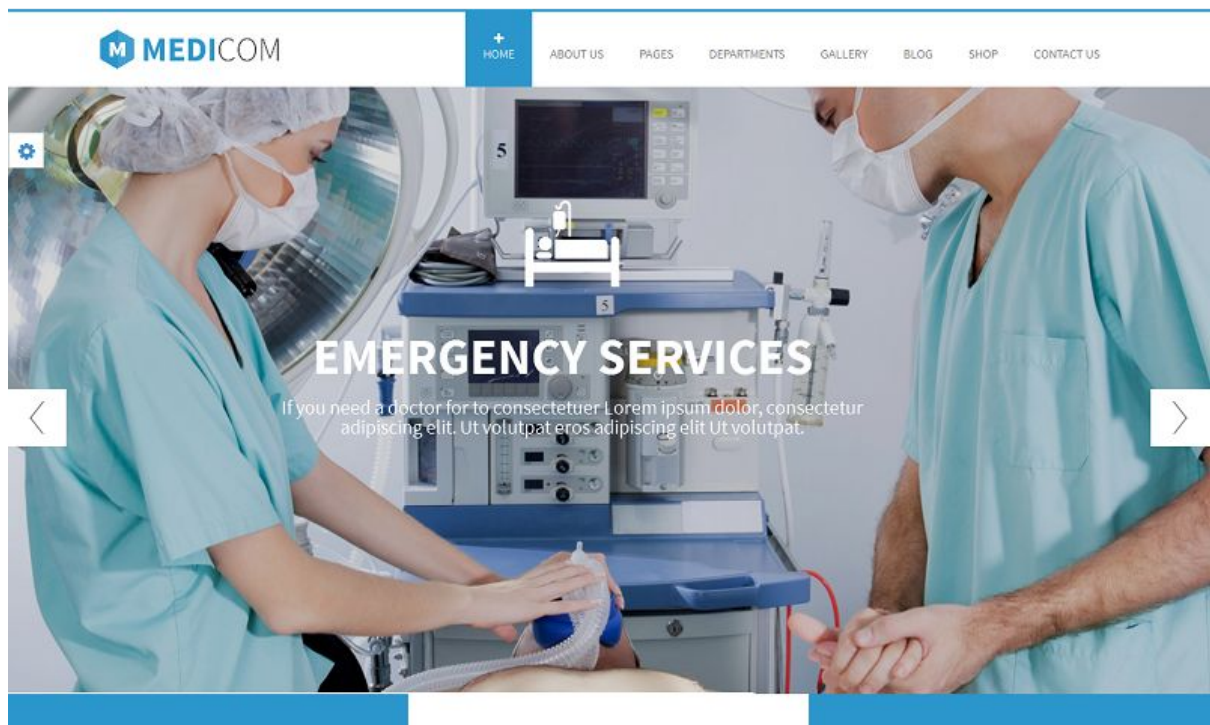 M MEDICOM
HOME ABOUT US PAGES DEPARTMENTS GALLERY BLOG SHOP CONTACT US
5
5
EMERGENCY SERVICES
If you need a doctor for to consectetuer Lorem ipsum dolor, consectetur
adipiscing elit. Ut volutpat eros adipiscing elit Ut volutpat.